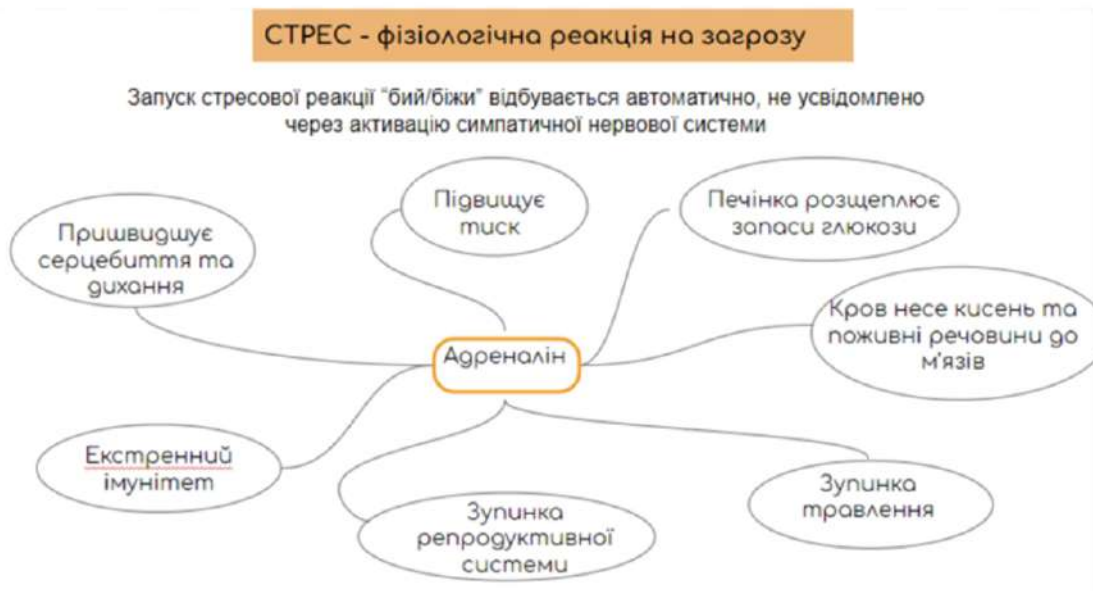 СТРЕС - фізіологічна реакція на загрозу
Запуск стресової реакції “бий/біжи” відбувається автоматично, не усвідомлено
через активацію симпатичної нервової системи
Підвищує
тиск
Печінка розщеплює
запаси глюкози
Пришвидшує
серцебиття та
дихання
Кров несе кисень та
поживні речовини до
м'язів
Адреналін
Екстренний
імунітет
Зупинка
репродуктивної
системи
Зупинка
травлення